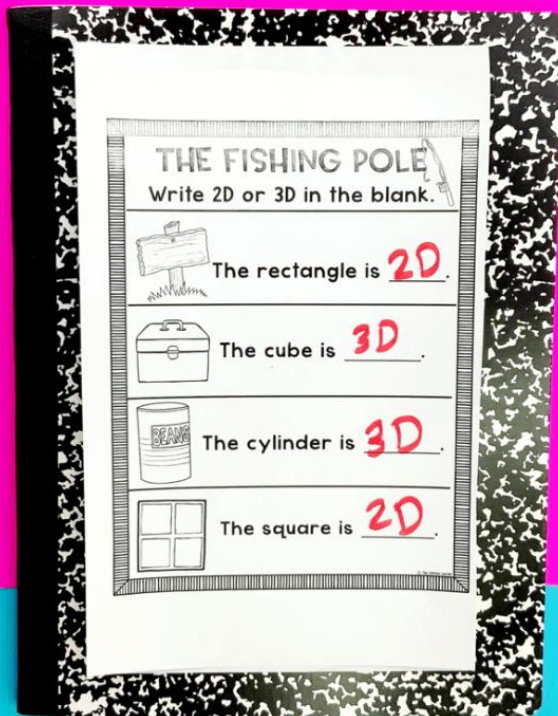 THE FISHING POLE
Write 2D or 3D in the blank.
The rectangle is 2D.
The cube is 3D.
BEANS
The cylinder is 3D.
The square is 2D.